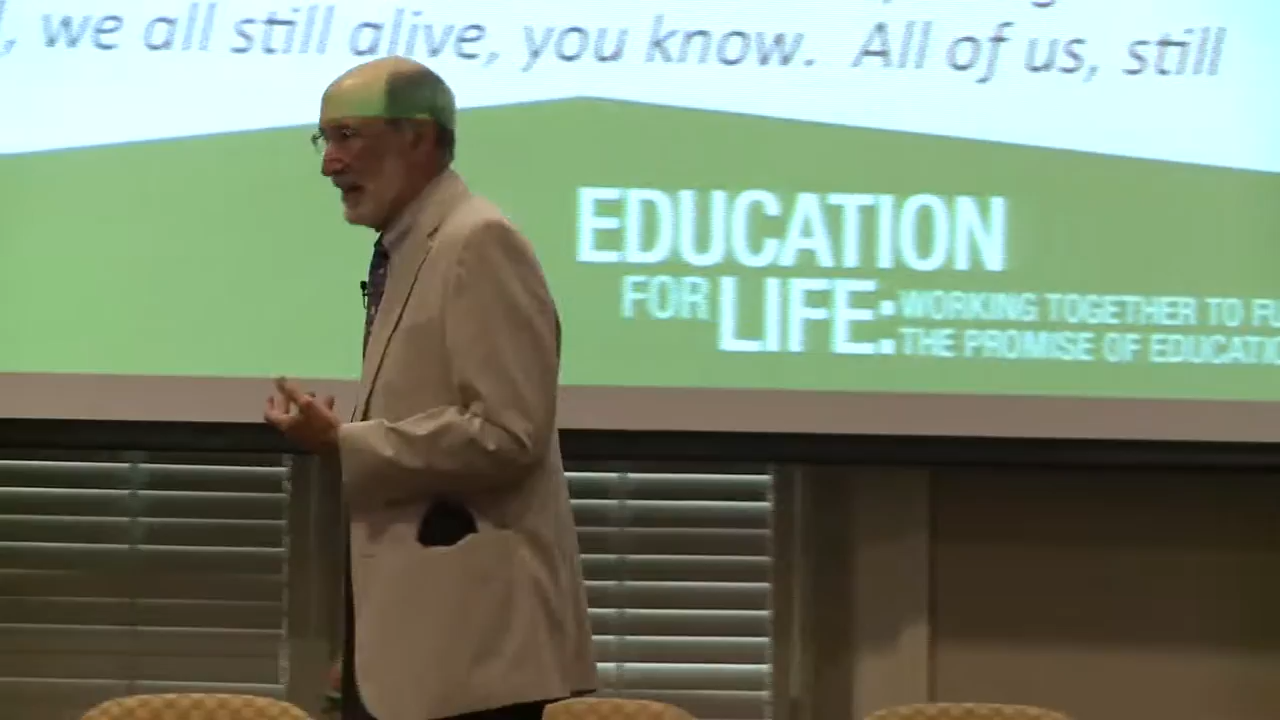 we all still alive, you know. All of us, still
EDUCATION
FOR LIFE: WORKING TOGETHER TO
THE PROMISE OF